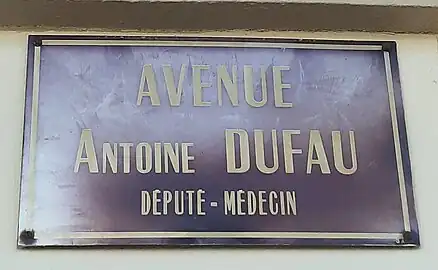 AVENUE
ANTOINE DUFAU
DÉPUTÉ - MÉDECIN